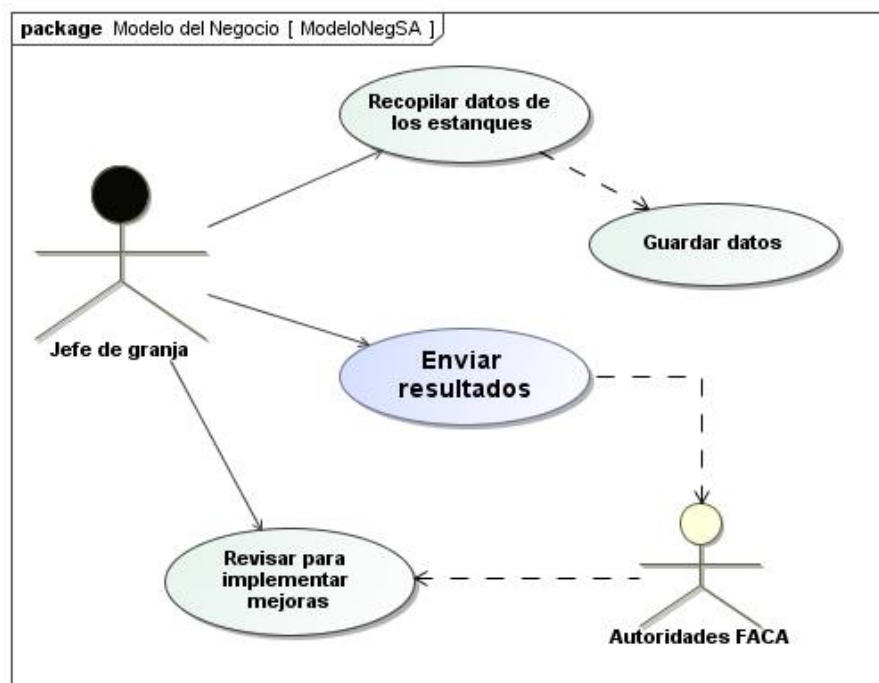 package Modelo del Negocio [ ModeloNegSA ]
Recopilar datos de
los estanques
Guardar datos
Jefe de granja
Enviar
resultados
Revisar para
implementar
mejoras
Autoridades FACA